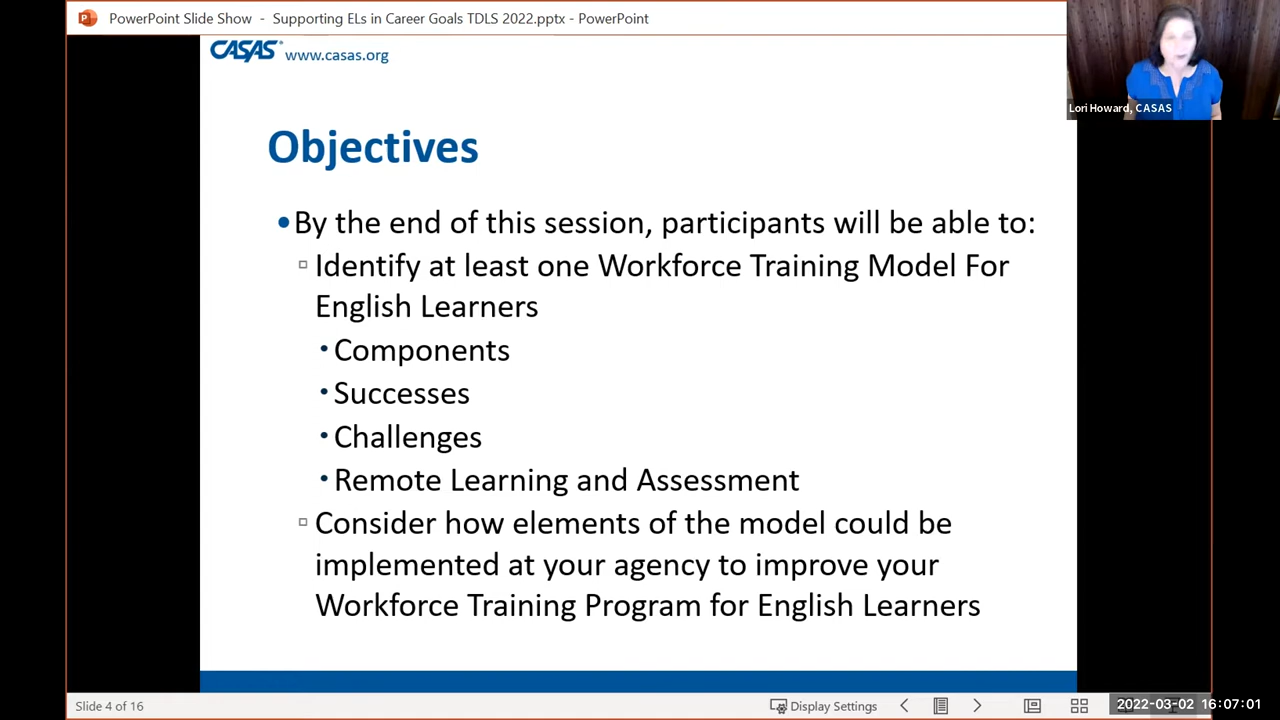 PowerPoint Slide Show - Supporting ELs in Career Goals TDLS 2022.pptx - PowerPoint
CASAS www.casas.org
Lori Howard, CASAS
Objectives
•By the end of this session, participants will be able to:
▫Identify at least one Workforce Training Model For
English Learners
•Components
•Successes
•Challenges
•Remote Learning and Assessment
▫Consider how elements of the model could be
implemented at your agency to improve your
Workforce Training Program for English Learners
Slide 4 of 16
Display Settings
2022-03-02 16:07:01